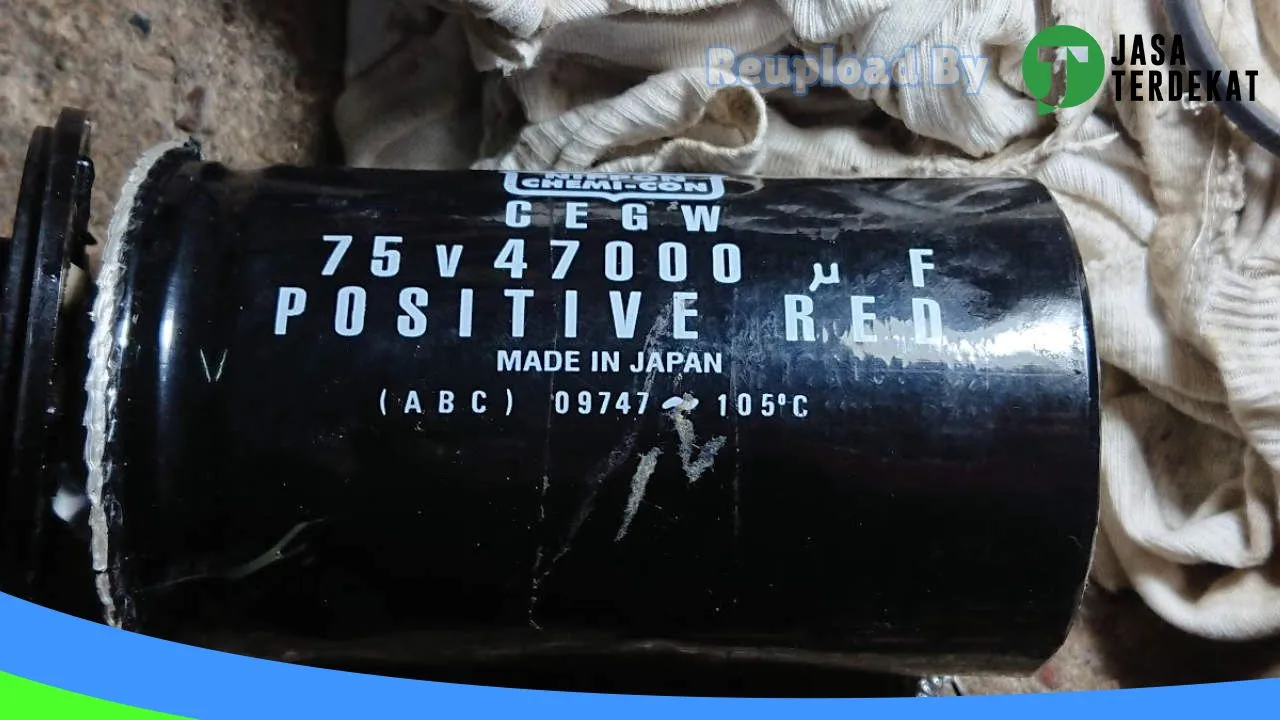 Reupload By
JASA
TERDEKAT
NIPPON
CHEMI-CON
CEGW
75V 47000 μF
POSITIVE RED
MADE IN JAPAN
(ABC) 09747 ~ 105°C
V